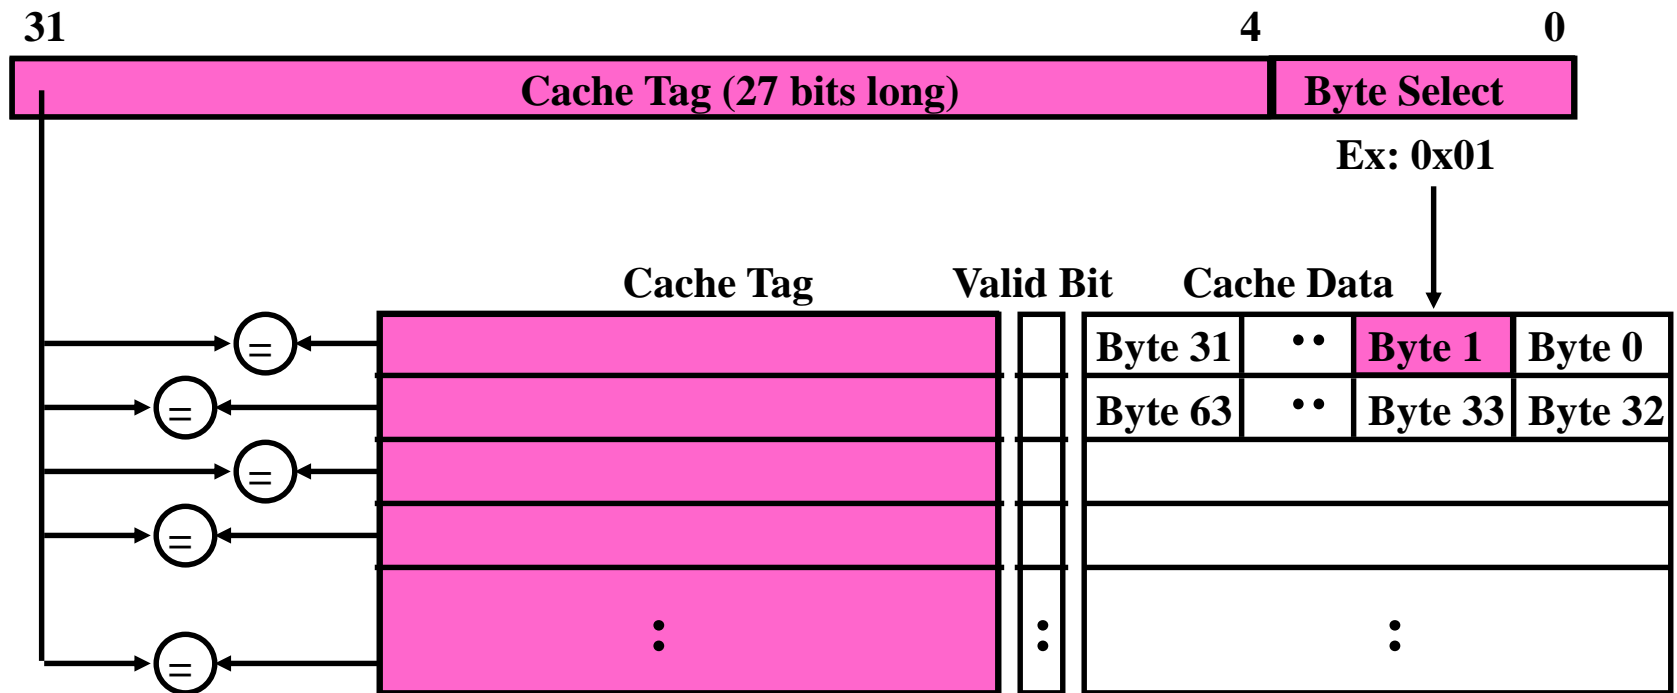 31 4 0
Cache Tag (27 bits long) Byte Select
Ex: 0x01
Cache Tag Valid Bit Cache Data
= Byte 31 ·· Byte 1 Byte 0
= Byte 63 ·· Byte 33 Byte 32
=
=
: : :
=